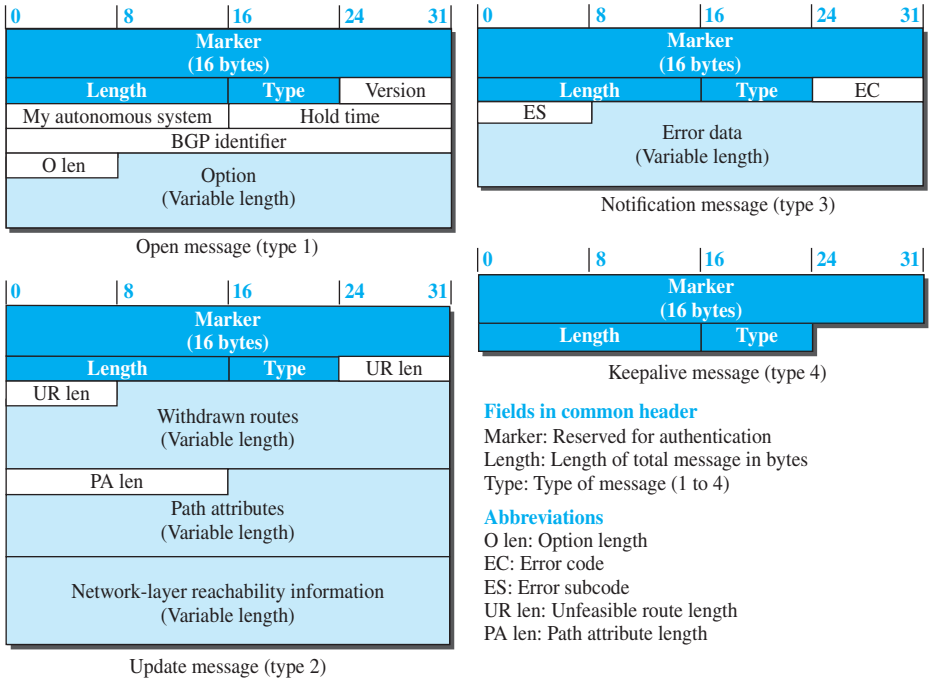 0 8 16 24 31
Marker
(16 bytes)
Length Type Version
My autonomous system Hold time
BGP identifier
O len
Option
(Variable length)
Open message (type 1)
0 8 16 24 31
Marker
(16 bytes)
Length Type UR len
UR len
Withdrawn routes
(Variable length)
PA len
Path attributes
(Variable length)
Network-layer reachability information
(Variable length)
Update message (type 2)
0 8 16 24 31
Marker
(16 bytes)
Length Type EC
ES
Error data
(Variable length)
Notification message (type 3)
0 8 16 24 31
Marker
(16 bytes)
Length Type
Keepalive message (type 4)
Fields in common header
Marker: Reserved for authentication
Length: Length of total message in bytes
Type: Type of message (1 to 4)
Abbreviations
O len: Option length
EC: Error code
ES: Error subcode
UR len: Unfeasible route length
PA len: Path attribute length